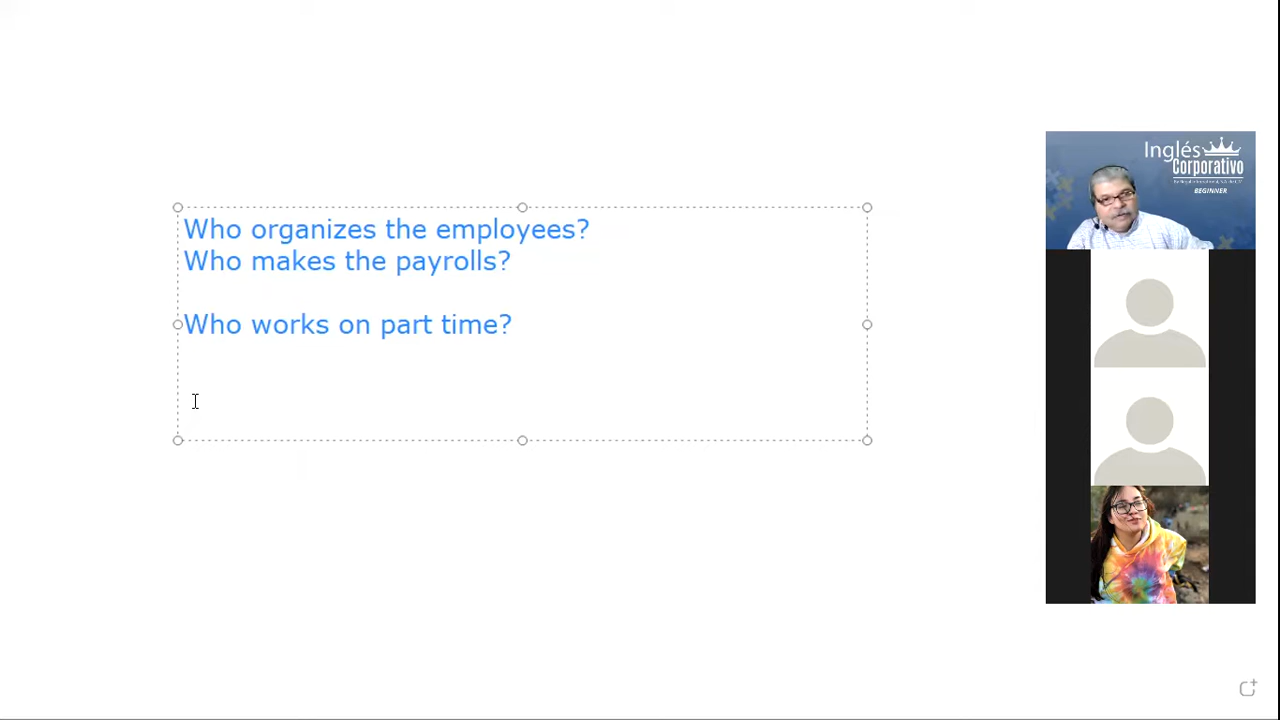 Who organizes the employees?
Who makes the payrolls?
Who works on part time?
Inglés
Corporativo
BEGINNER